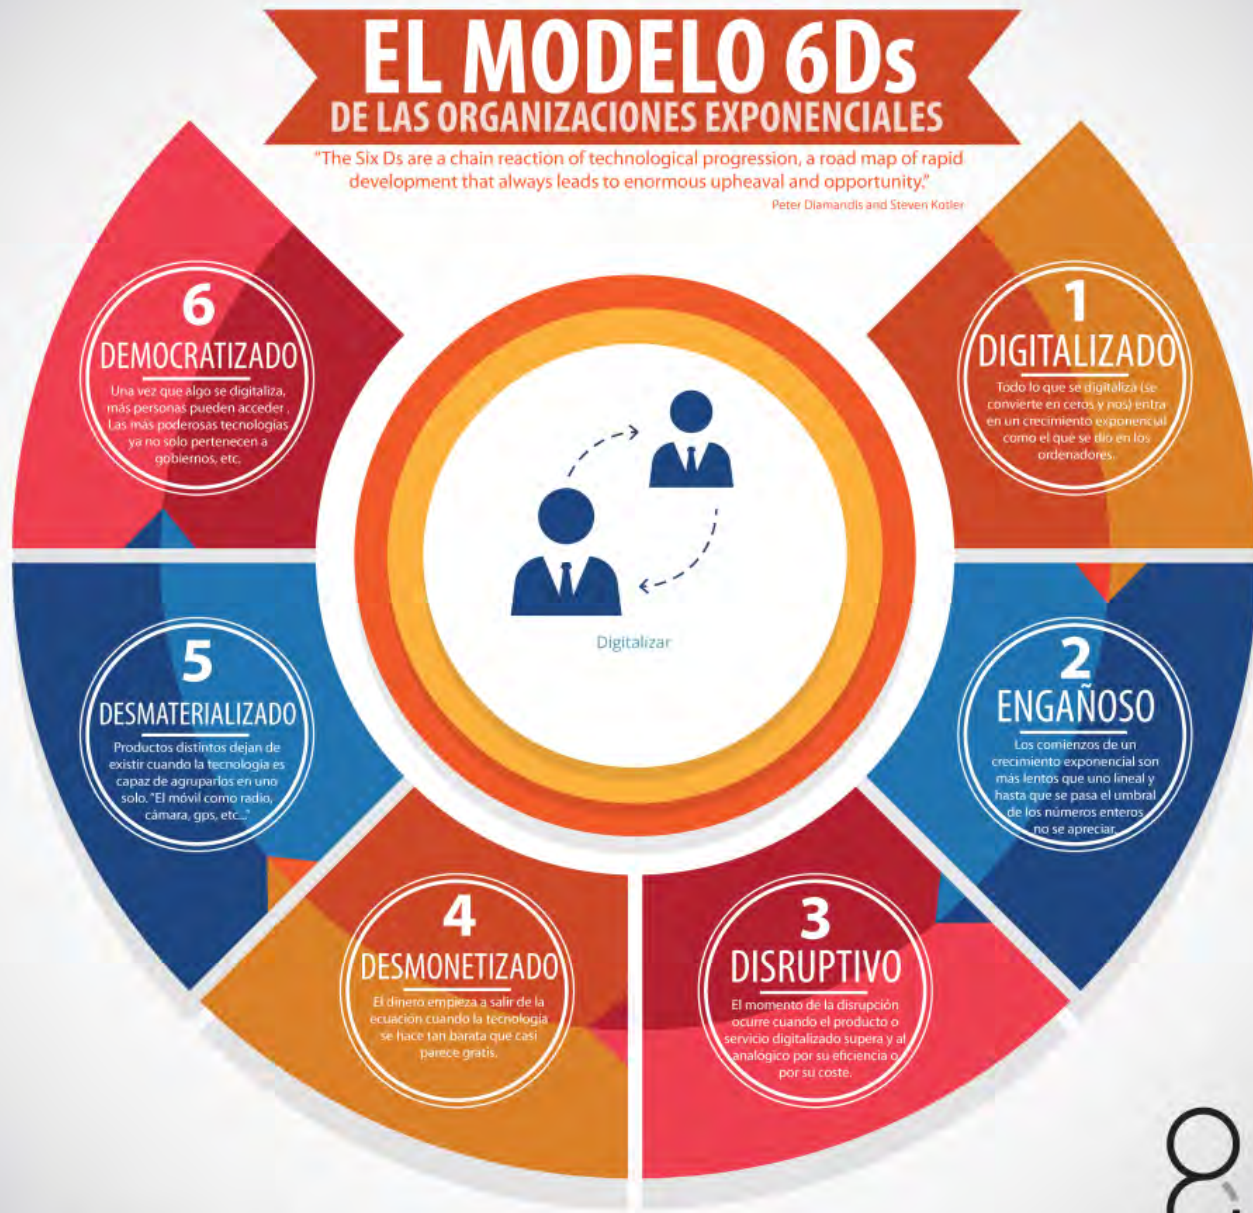 EL MODELO 6Ds
DE LAS ORGANIZACIONES EXPONENCIALES
"The Six Ds are a chain reaction of technological progression, a road map of rapid
development that always leads to enormous upheaval and opportunity."
Peter Diamandis and Steven Kotler
1
DIGITALIZADO
Todo lo que se digitaliza (se
convierte en ceros y nos) entra
en un crecimiento exponencial
como el que se dio en los
ordenadores.
2
ENGAÑOSO
Los comienzos de un
crecimiento exponencial son
más lentos que uno lineal y
hasta que se pasa el umbral
de los números enteros
no se apreciar.
3
DISRUPTIVO
El momento de la disrupción
ocurre cuando el producto o
servicio digitalizado supera y al
analógico por su eficiencia o
por su coste.
4
DESMONETIZADO
El dinero empieza a salir de la
ecuación cuando la tecnología
se hace tan barata que casi
parece gratis.
5
DESMATERIALIZADO
Productos distintos dejan de
existir cuando la tecnología es
capaz de agruparlos en uno
solo. "El móvil como radio,
cámara, gps, etc..."
6
DEMOCRATIZADO
Una vez que algo se digitaliza,
más personas pueden acceder .
Las más poderosas tecnologías
ya no solo pertenecen a
gobiernos, etc.
Digitalizar